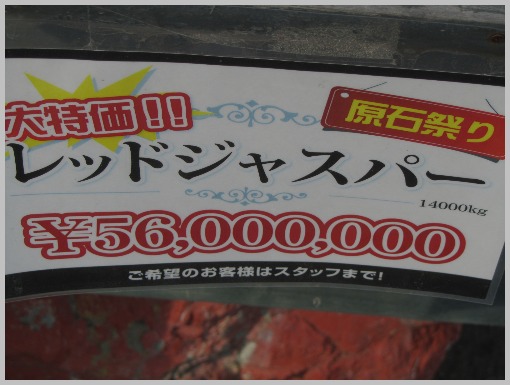 大特価!!
原石祭り
レッドジャスパー
14000kg
¥56,000,000
ご希望のお客様はスタッフまで!